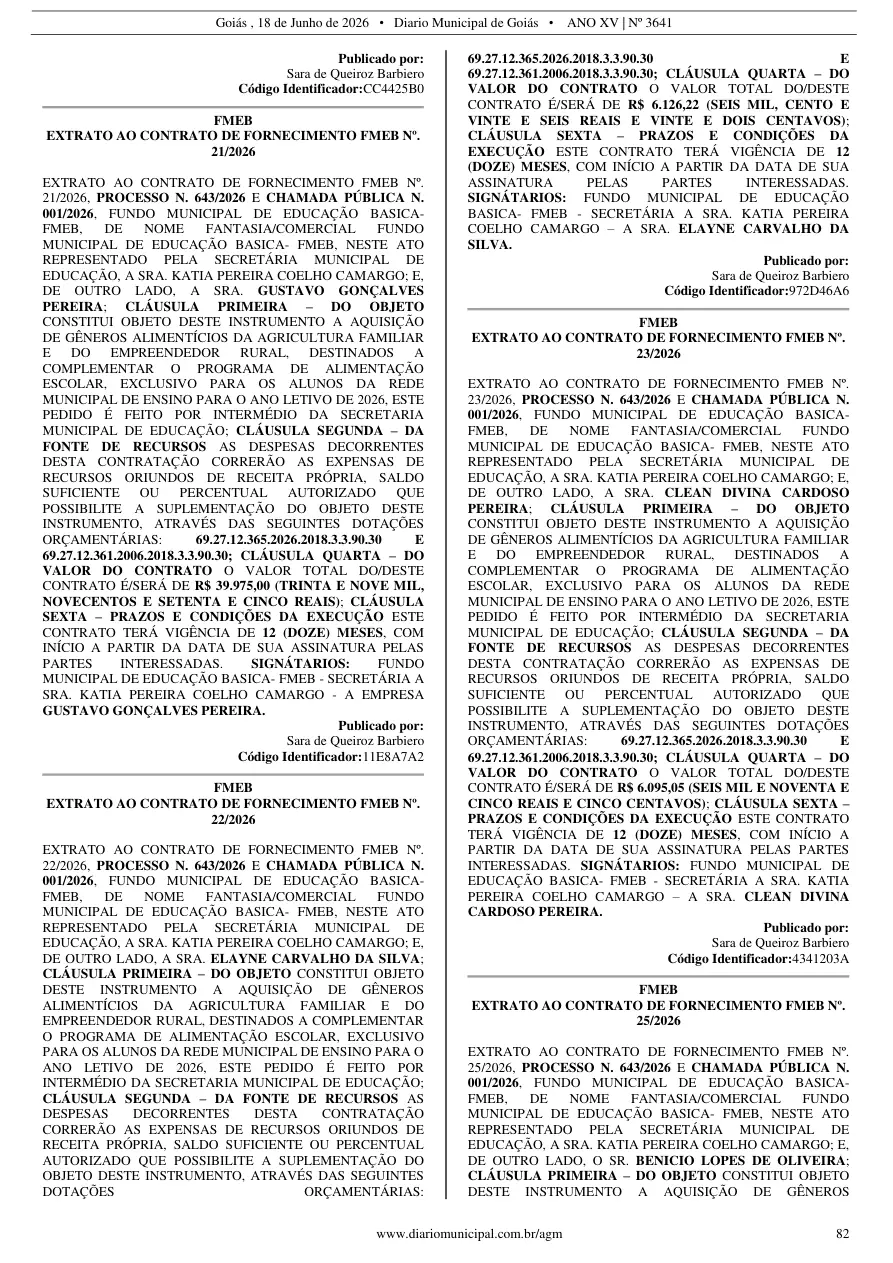 Goiás , 18 de Junho de 2026 • Diario Municipal de Goiás • ANO XV | Nº 3641
Publicado por:
Sara de Queiroz Barbiero
Código Identificador:CC4425B0
FMEB
EXTRATO AO CONTRATO DE FORNECIMENTO FMEB Nº.
21/2026
EXTRATO AO CONTRATO DE FORNECIMENTO FMEB Nº.
21/2026, PROCESSO N. 643/2026 E CHAMADA PÚBLICA N.
001/2026, FUNDO MUNICIPAL DE EDUCAÇÃO BASICA-
FMEB, DE NOME FANTASIA/COMERCIAL FUNDO
MUNICIPAL DE EDUCAÇÃO BASICA- FMEB, NESTE ATO
REPRESENTADO PELA SECRETÁRIA MUNICIPAL DE
EDUCAÇÃO, A SRA. KATIA PEREIRA COELHO CAMARGO; E,
DE OUTRO LADO, A SRA. GUSTAVO GONÇALVES
PEREIRA; CLÁUSULA PRIMEIRA – DO OBJETO
CONSTITUI OBJETO DESTE INSTRUMENTO A AQUISIÇÃO
DE GÊNEROS ALIMENTÍCIOS DA AGRICULTURA FAMILIAR
E DO EMPREENDEDOR RURAL, DESTINADOS A
COMPLEMENTAR O PROGRAMA DE ALIMENTAÇÃO
ESCOLAR, EXCLUSIVO PARA OS ALUNOS DA REDE
MUNICIPAL DE ENSINO PARA O ANO LETIVO DE 2026, ESTE
PEDIDO É FEITO POR INTERMÉDIO DA SECRETARIA
MUNICIPAL DE EDUCAÇÃO; CLÁUSULA SEGUNDA – DA
FONTE DE RECURSOS AS DESPESAS DECORRENTES
DESTA CONTRATAÇÃO CORRERÃO AS EXPENSAS DE
RECURSOS ORIUNDOS DE RECEITA PRÓPRIA, SALDO
SUFICIENTE OU PERCENTUAL AUTORIZADO QUE
POSSIBILITE A SUPLEMENTAÇÃO DO OBJETO DESTE
INSTRUMENTO, ATRAVÉS DAS SEGUINTES DOTAÇÕES
ORÇAMENTÁRIAS: 69.27.12.365.2026.2018.3.3.90.30 E
69.27.12.361.2006.2018.3.3.90.30; CLÁUSULA QUARTA – DO
VALOR DO CONTRATO O VALOR TOTAL DO/DESTE
CONTRATO É/SERÁ DE R$ 39.975,00 (TRINTA E NOVE MIL,
NOVECENTOS E SETENTA E CINCO REAIS); CLÁUSULA
SEXTA – PRAZOS E CONDIÇÕES DA EXECUÇÃO ESTE
CONTRATO TERÁ VIGÊNCIA DE 12 (DOZE) MESES, COM
INÍCIO A PARTIR DA DATA DE SUA ASSINATURA PELAS
PARTES INTERESSADAS. SIGNÁTARIOS: FUNDO
MUNICIPAL DE EDUCAÇÃO BASICA- FMEB - SECRETÁRIA A
SRA. KATIA PEREIRA COELHO CAMARGO - A EMPRESA
GUSTAVO GONÇALVES PEREIRA.
Publicado por:
Sara de Queiroz Barbiero
Código Identificador:11E8A7A2
FMEB
EXTRATO AO CONTRATO DE FORNECIMENTO FMEB Nº.
22/2026
EXTRATO AO CONTRATO DE FORNECIMENTO FMEB Nº.
22/2026, PROCESSO N. 643/2026 E CHAMADA PÚBLICA N.
001/2026, FUNDO MUNICIPAL DE EDUCAÇÃO BASICA-
FMEB, DE NOME FANTASIA/COMERCIAL FUNDO
MUNICIPAL DE EDUCAÇÃO BASICA- FMEB, NESTE ATO
REPRESENTADO PELA SECRETÁRIA MUNICIPAL DE
EDUCAÇÃO, A SRA. KATIA PEREIRA COELHO CAMARGO; E,
DE OUTRO LADO, A SRA. ELAYNE CARVALHO DA SILVA;
CLÁUSULA PRIMEIRA – DO OBJETO CONSTITUI OBJETO
DESTE INSTRUMENTO A AQUISIÇÃO DE GÊNEROS
ALIMENTÍCIOS DA AGRICULTURA FAMILIAR E DO
EMPREENDEDOR RURAL, DESTINADOS A COMPLEMENTAR
O PROGRAMA DE ALIMENTAÇÃO ESCOLAR, EXCLUSIVO
PARA OS ALUNOS DA REDE MUNICIPAL DE ENSINO PARA O
ANO LETIVO DE 2026, ESTE PEDIDO É FEITO POR
INTERMÉDIO DA SECRETARIA MUNICIPAL DE EDUCAÇÃO;
CLÁUSULA SEGUNDA – DA FONTE DE RECURSOS AS
DESPESAS DECORRENTES DESTA CONTRATAÇÃO
CORRERÃO AS EXPENSAS DE RECURSOS ORIUNDOS DE
RECEITA PRÓPRIA, SALDO SUFICIENTE OU PERCENTUAL
AUTORIZADO QUE POSSIBILITE A SUPLEMENTAÇÃO DO
OBJETO DESTE INSTRUMENTO, ATRAVÉS DAS SEGUINTES
DOTAÇÕES ORÇAMENTÁRIAS:
69.27.12.365.2026.2018.3.3.90.30 E
69.27.12.361.2006.2018.3.3.90.30; CLÁUSULA QUARTA – DO
VALOR DO CONTRATO O VALOR TOTAL DO/DESTE
CONTRATO É/SERÁ DE R$ 6.126,22 (SEIS MIL, CENTO E
VINTE E SEIS REAIS E VINTE E DOIS CENTAVOS);
CLÁUSULA SEXTA – PRAZOS E CONDIÇÕES DA
EXECUÇÃO ESTE CONTRATO TERÁ VIGÊNCIA DE 12
(DOZE) MESES, COM INÍCIO A PARTIR DA DATA DE SUA
ASSINATURA PELAS PARTES INTERESSADAS.
SIGNÁTARIOS: FUNDO MUNICIPAL DE EDUCAÇÃO
BASICA- FMEB - SECRETÁRIA A SRA. KATIA PEREIRA
COELHO CAMARGO – A SRA. ELAYNE CARVALHO DA
SILVA.
Publicado por:
Sara de Queiroz Barbiero
Código Identificador:972D46A6
FMEB
EXTRATO AO CONTRATO DE FORNECIMENTO FMEB Nº.
23/2026
EXTRATO AO CONTRATO DE FORNECIMENTO FMEB Nº.
23/2026, PROCESSO N. 643/2026 E CHAMADA PÚBLICA N.
001/2026, FUNDO MUNICIPAL DE EDUCAÇÃO BASICA-
FMEB, DE NOME FANTASIA/COMERCIAL FUNDO
MUNICIPAL DE EDUCAÇÃO BASICA- FMEB, NESTE ATO
REPRESENTADO PELA SECRETÁRIA MUNICIPAL DE
EDUCAÇÃO, A SRA. KATIA PEREIRA COELHO CAMARGO; E,
DE OUTRO LADO, A SRA. CLEAN DIVINA CARDOSO
PEREIRA; CLÁUSULA PRIMEIRA – DO OBJETO
CONSTITUI OBJETO DESTE INSTRUMENTO A AQUISIÇÃO
DE GÊNEROS ALIMENTÍCIOS DA AGRICULTURA FAMILIAR
E DO EMPREENDEDOR RURAL, DESTINADOS A
COMPLEMENTAR O PROGRAMA DE ALIMENTAÇÃO
ESCOLAR, EXCLUSIVO PARA OS ALUNOS DA REDE
MUNICIPAL DE ENSINO PARA O ANO LETIVO DE 2026, ESTE
PEDIDO É FEITO POR INTERMÉDIO DA SECRETARIA
MUNICIPAL DE EDUCAÇÃO; CLÁUSULA SEGUNDA – DA
FONTE DE RECURSOS AS DESPESAS DECORRENTES
DESTA CONTRATAÇÃO CORRERÃO AS EXPENSAS DE
RECURSOS ORIUNDOS DE RECEITA PRÓPRIA, SALDO
SUFICIENTE OU PERCENTUAL AUTORIZADO QUE
POSSIBILITE A SUPLEMENTAÇÃO DO OBJETO DESTE
INSTRUMENTO, ATRAVÉS DAS SEGUINTES DOTAÇÕES
ORÇAMENTÁRIAS: 69.27.12.365.2026.2018.3.3.90.30 E
69.27.12.361.2006.2018.3.3.90.30; CLÁUSULA QUARTA – DO
VALOR DO CONTRATO O VALOR TOTAL DO/DESTE
CONTRATO É/SERÁ DE R$ 6.095,05 (SEIS MIL E NOVENTA E
CINCO REAIS E CINCO CENTAVOS); CLÁUSULA SEXTA –
PRAZOS E CONDIÇÕES DA EXECUÇÃO ESTE CONTRATO
TERÁ VIGÊNCIA DE 12 (DOZE) MESES, COM INÍCIO A
PARTIR DA DATA DE SUA ASSINATURA PELAS PARTES
INTERESSADAS. SIGNÁTARIOS: FUNDO MUNICIPAL DE
EDUCAÇÃO BASICA- FMEB - SECRETÁRIA A SRA. KATIA
PEREIRA COELHO CAMARGO – A SRA. CLEAN DIVINA
CARDOSO PEREIRA.
Publicado por:
Sara de Queiroz Barbiero
Código Identificador:4341203A
FMEB
EXTRATO AO CONTRATO DE FORNECIMENTO FMEB Nº.
25/2026
EXTRATO AO CONTRATO DE FORNECIMENTO FMEB Nº.
25/2026, PROCESSO N. 643/2026 E CHAMADA PÚBLICA N.
001/2026, FUNDO MUNICIPAL DE EDUCAÇÃO BASICA-
FMEB, DE NOME FANTASIA/COMERCIAL FUNDO
MUNICIPAL DE EDUCAÇÃO BASICA- FMEB, NESTE ATO
REPRESENTADO PELA SECRETÁRIA MUNICIPAL DE
EDUCAÇÃO, A SRA. KATIA PEREIRA COELHO CAMARGO; E,
DE OUTRO LADO, O SR. BENICIO LOPES DE OLIVEIRA;
CLÁUSULA PRIMEIRA – DO OBJETO CONSTITUI OBJETO
DESTE INSTRUMENTO A AQUISIÇÃO DE GÊNEROS
www.diariomunicipal.com.br/agm 82